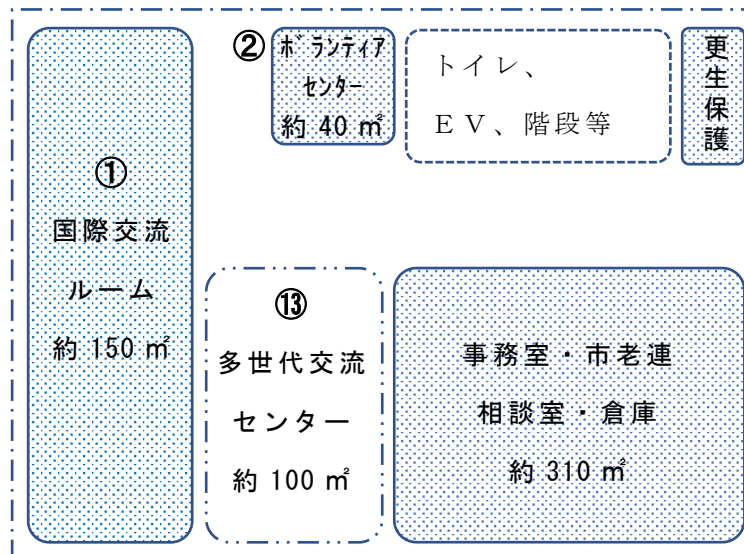 ①
国際交流
ルーム
約 150 ㎡
②
ﾎﾞﾗﾝﾃｨｱ
ｾﾝﾀｰ
約 40 ㎡
トイレ、
ＥＶ、階段等
更生保護
⑬
多世代交流
センター
約 100 ㎡
事務室・市老連
相談室・倉庫
約 310 ㎡